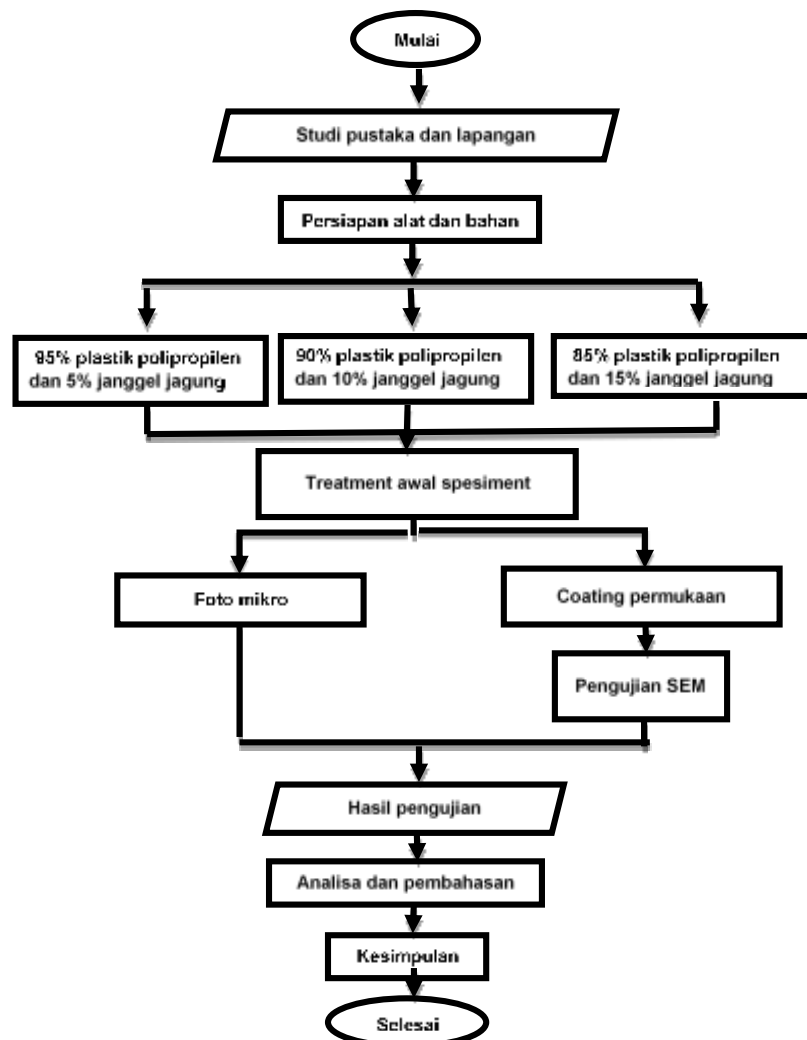 Mulai
Studi pustaka dan lapangan
Persiapan alat dan bahan
95% plastik polipropilen
dan 5% janggel jagung
90% plastik polipropilen
dan 10% janggel jagung
85% plastik polipropilen
dan 15% janggel jagung
Treatment awal spesiment
Foto mikro
Coating permukaan
Pengujian SEM
Hasil pengujian
Analisa dan pembahasan
Kesimpulan
Selesai